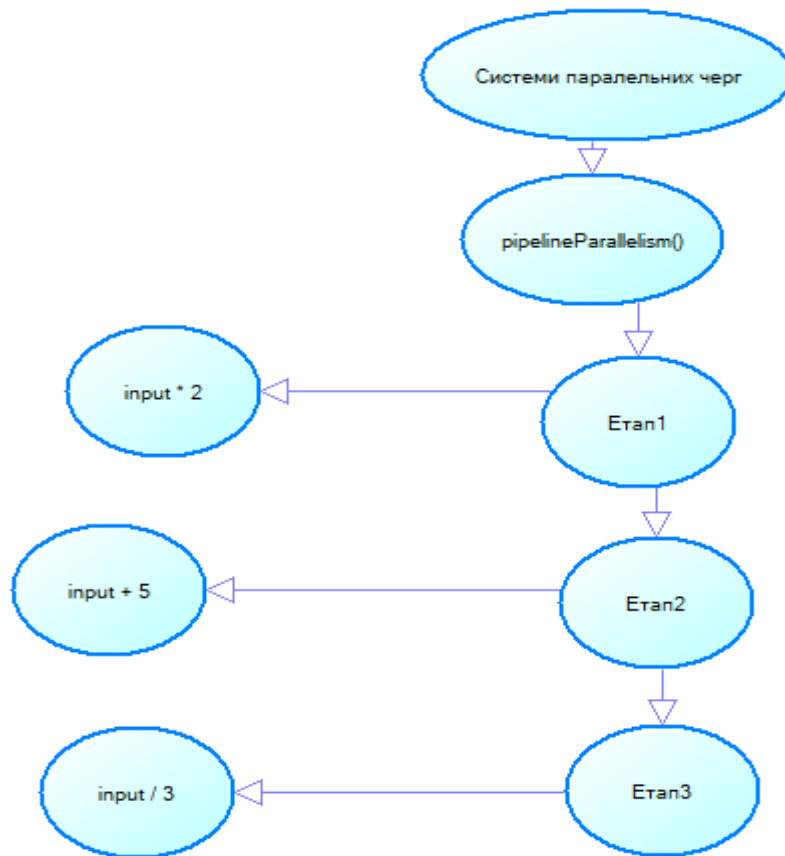 Системи паралельних черг
pipelineParallelism()
input * 2
Етап1
input + 5
Етап2
input / 3
Етап3